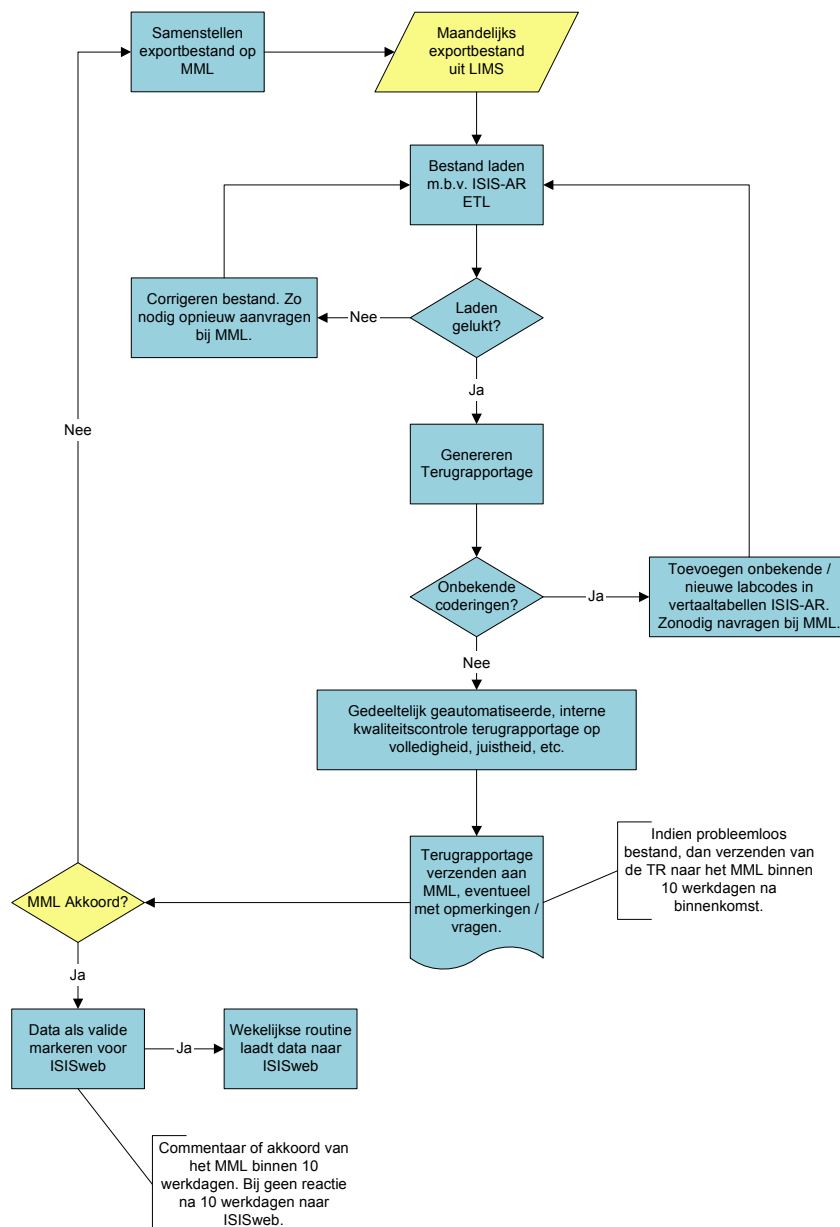 Samenstellen
exportbestand op
MML
Maandelijks
exportbestand
uit LIMS
Bestand laden
m.b.v. ISIS-AR
ETL
Corrigeren bestand. Zo
nodig opnieuw aanvragen
bij MML.
Nee
Laden
gelukt?
Ja
Nee
Genereren
Terugrapportage
Onbekende
coderingen?
Ja
Toevoegen onbekende /
nieuwe labcodes in
vertaaltabellen ISIS-AR.
Zonodig navragen bij MML.
Nee
Gedeeltelijk geautomatiseerde, interne
kwaliteitscontrole terugrapportage op
volledigheid, juistheid, etc.
Terugrapportage
verzenden aan
MML, eventueel
met opmerkingen /
vragen.
Indien probleemloos
bestand, dan verzenden van
de TR naar het MML binnen
10 werkdagen na
binnenkomst.
MML Akkoord?
Ja
Data als valide
markeren voor
ISISweb
Ja
Wekelijkse routine
laadt data naar
ISISweb
Commentaar of akkoord van
het MML binnen 10
werkdagen. Bij geen reactie
na 10 werkdagen naar
ISISweb.